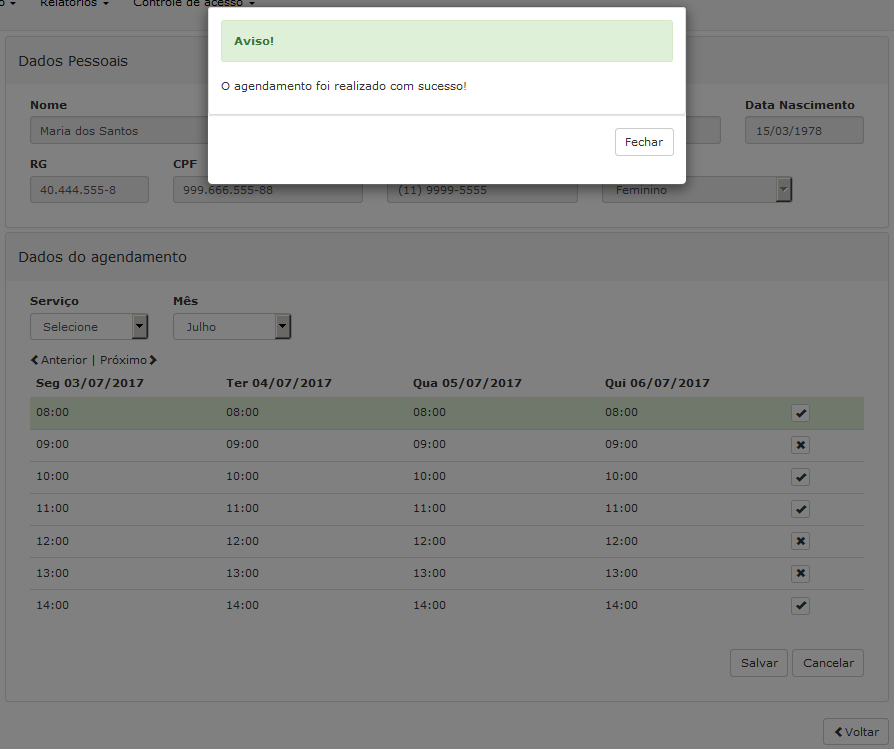 Relatórios
Controle de acesso
Aviso!
O agendamento foi realizado com sucesso!
Fechar
Dados Pessoais
Nome
Data Nascimento
Maria dos Santos
15/03/1978
RG
CPF
40.444.555-8
999.666.555-88
(11) 9999-5555
Feminino
Dados do agendamento
Serviço
Mês
Selecione
Julho
Anterior | Próximo
Seg 03/07/2017 Ter 04/07/2017 Qua 05/07/2017 Qui 06/07/2017
08:00 08:00 08:00 08:00
09:00 09:00 09:00 09:00
10:00 10:00 10:00 10:00
11:00 11:00 11:00 11:00
12:00 12:00 12:00 12:00
13:00 13:00 13:00 13:00
14:00 14:00 14:00 14:00
Salvar
Cancelar
Voltar